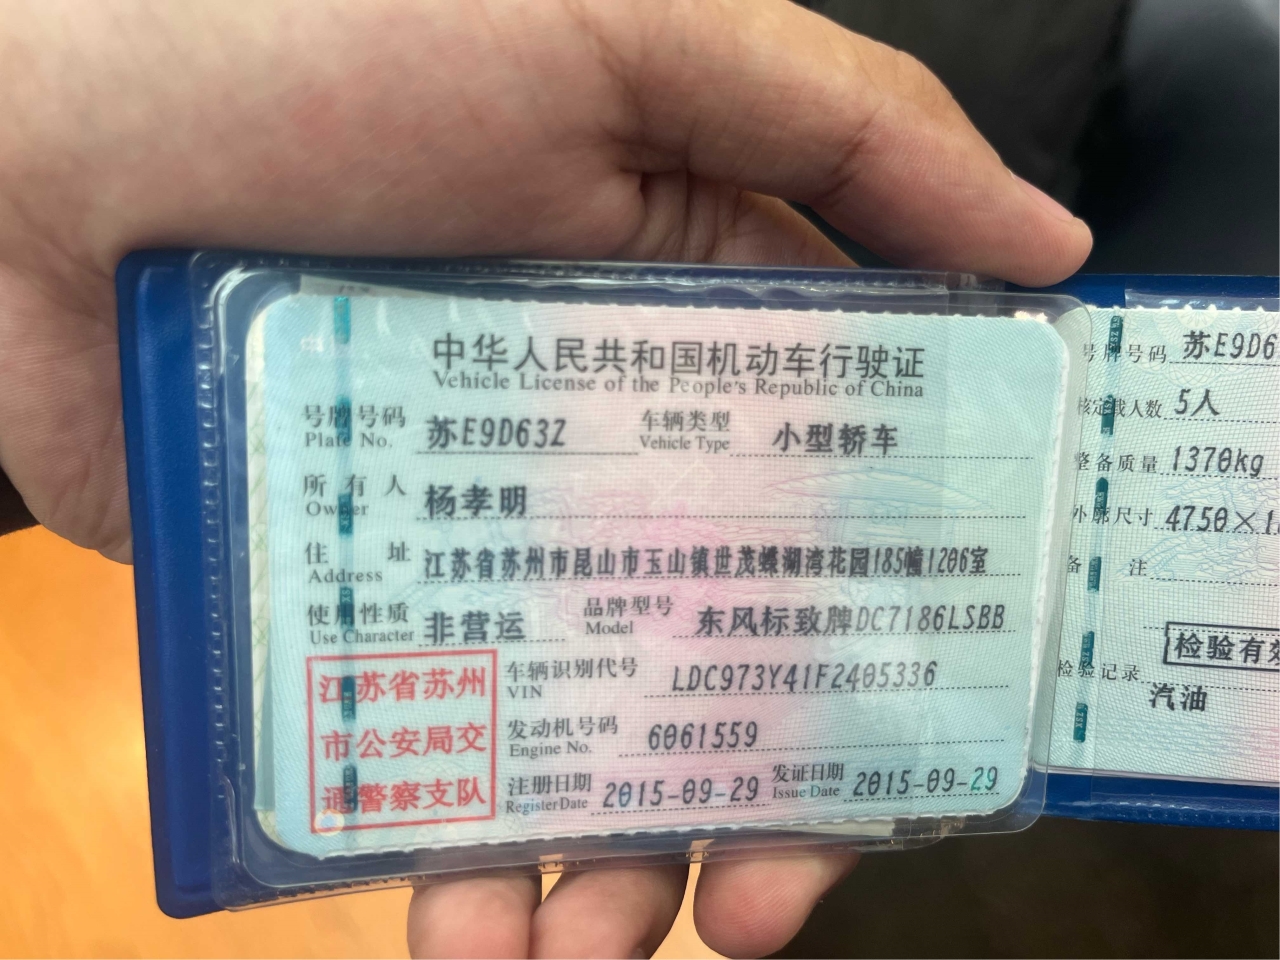 中华人民共和国机动车行驶证
Vehicle License of the People's Republic of China
号牌号码 苏E9D63Z 车辆类型 小型轿车
Plate No. Vehicle Type
所有人 杨孝明
Owner
住址 江苏省苏州市昆山市玉山镇世茂蝶湖湾花园185幢1206室
Address
使用性质 非营运 品牌型号 东风标致牌DC7186LSBB
Use Character Model
车辆识别代号 LDC973Y41F2405336
VIN
发动机号码 6061559
Engine No.
注册日期 2015-09-29 发证日期 2015-09-29
Register Date Issue Date
江苏省苏州
市公安局交
通警察支队
号牌号码 苏E9D6
核定载人数 5人
整备质量 1370kg
外廓尺寸 4750×1
备注
检验有效
检验记录
汽油